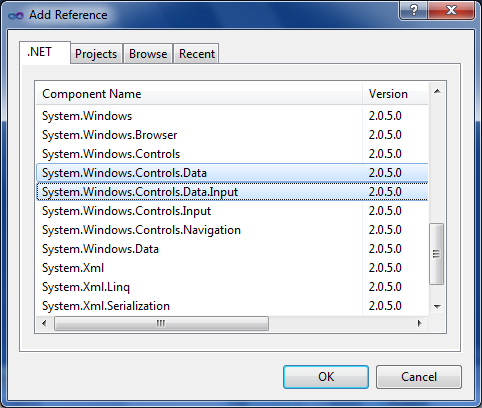 Add Reference
.NET Projects Browse Recent
Component Name Version
System.Windows 2.0.5.0
System.Windows.Browser 2.0.5.0
System.Windows.Controls 2.0.5.0
System.Windows.Controls.Data 2.0.5.0
System.Windows.Controls.Data.Input 2.0.5.0
System.Windows.Controls.Input 2.0.5.0
System.Windows.Controls.Navigation 2.0.5.0
System.Windows.Data 2.0.5.0
System.Xml 2.0.5.0
System.Xml.Linq 2.0.5.0
System.Xml.Serialization 2.0.5.0
OK Cancel